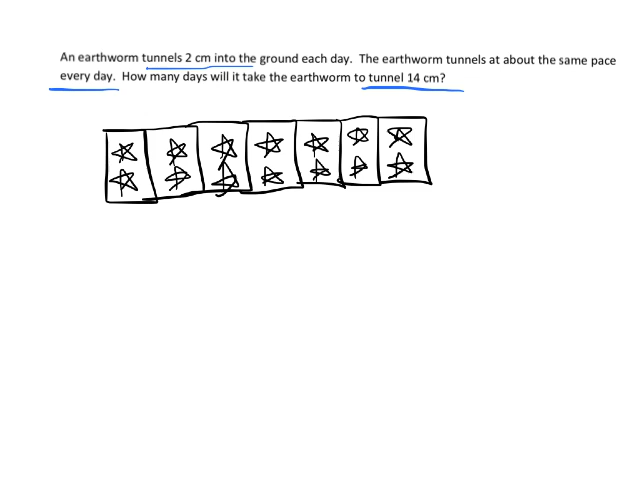 An earthworm tunnels 2 cm into the ground each day.  The earthworm tunnels at about the same pace
every day.  How many days will it take the earthworm to tunnel 14 cm?